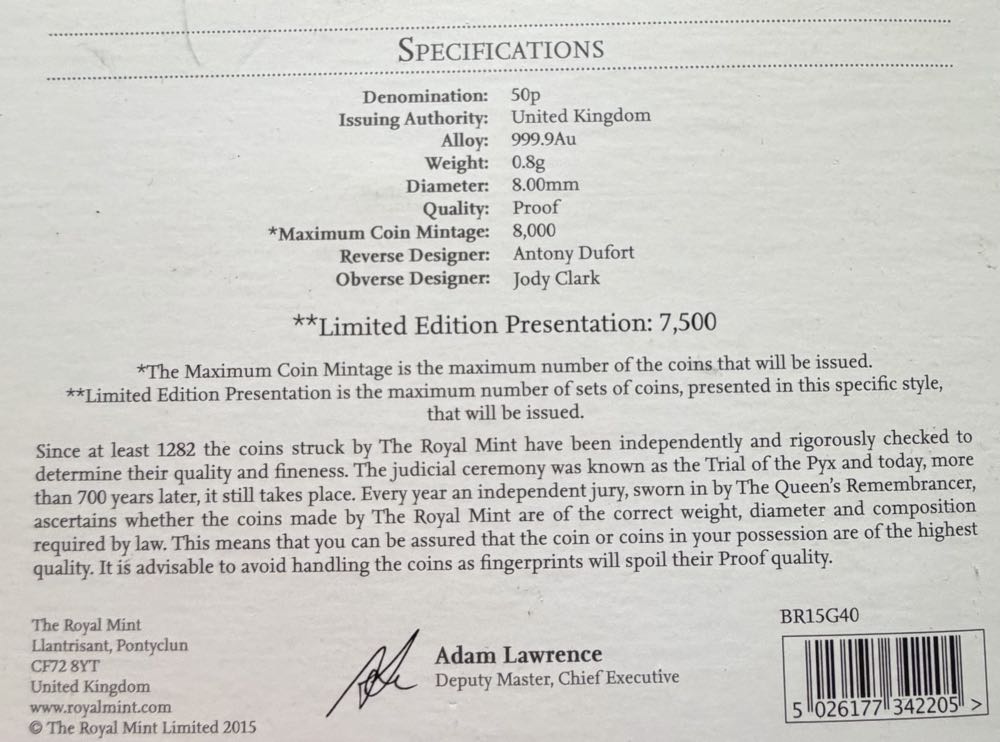 SPECIFICATIONS
Denomination: 50p
Issuing Authority: United Kingdom
Alloy: 999.9Au
Weight: 0.8g
Diameter: 8.00mm
Quality: Proof
*Maximum Coin Mintage: 8,000
Reverse Designer: Antony Dufort
Obverse Designer: Jody Clark
**Limited Edition Presentation: 7,500
*The Maximum Coin Mintage is the maximum number of the coins that will be issued.
**Limited Edition Presentation is the maximum number of sets of coins, presented in this specific style,
that will be issued.
Since at least 1282 the coins struck by The Royal Mint have been independently and rigorously checked to
determine their quality and fineness. The judicial ceremony was known as the Trial of the Pyx and today, more
than 700 years later, it still takes place. Every year an independent jury, sworn in by The Queen's Remembrancer,
ascertains whether the coins made by The Royal Mint are of the correct weight, diameter and composition
required by law. This means that you can be assured that the coin or coins in your possession are of the highest
quality. It is advisable to avoid handling the coins as fingerprints will spoil their Proof quality.
The Royal Mint
Llantrisant, Pontyclun
CF72 8YT
United Kingdom
www.royalmint.com
© The Royal Mint Limited 2015
Adam Lawrence
Deputy Master, Chief Executive
BR15G40
5 026177 342205 >